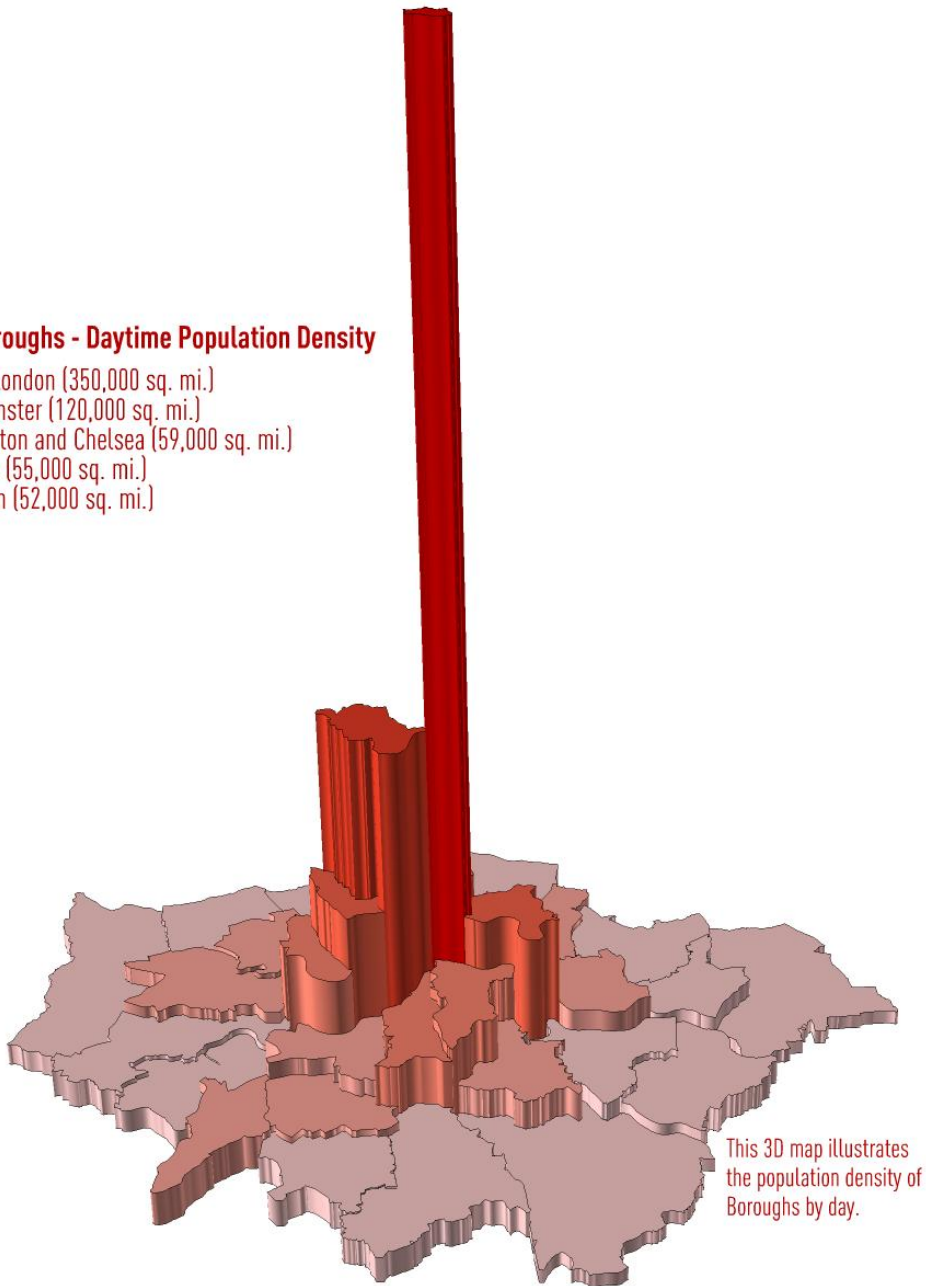 roughs - Daytime Population Density
ondon (350,000 sq. mi.)
nster (120,000 sq. mi.)
ton and Chelsea (59,000 sq. mi.)
(55,000 sq. mi.)
n (52,000 sq. mi.)
This 3D map illustrates
the population density of
Boroughs by day.